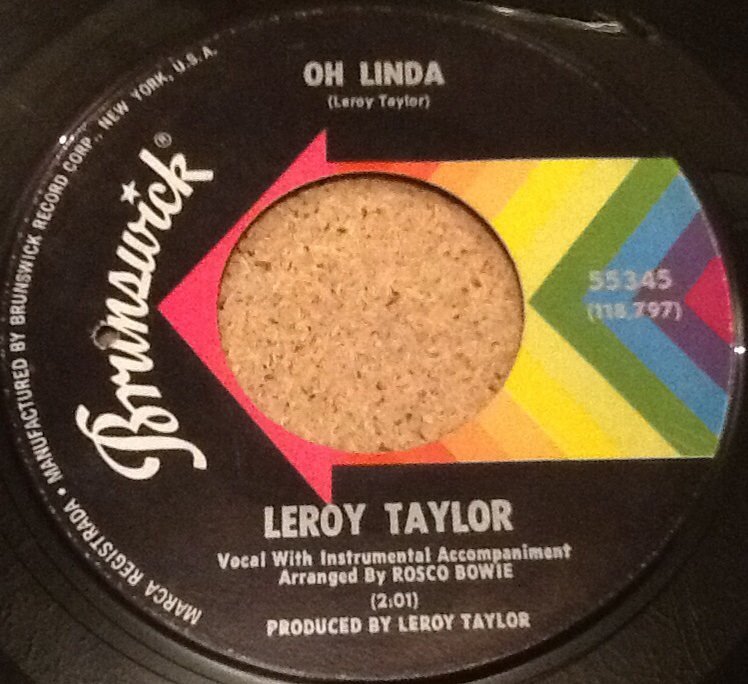 OH LINDA
(Leroy Taylor)
Brunswick®
55345
(118,797)
LEROY TAYLOR
Vocal With Instrumental Accompaniment
Arranged By ROSCO BOWIE
(2:01)
PRODUCED BY LEROY TAYLOR
MARCA REGISTRADA • MANUFACTURED BY BRUNSWICK RECORD CORP., NEW YORK, U.S.A.